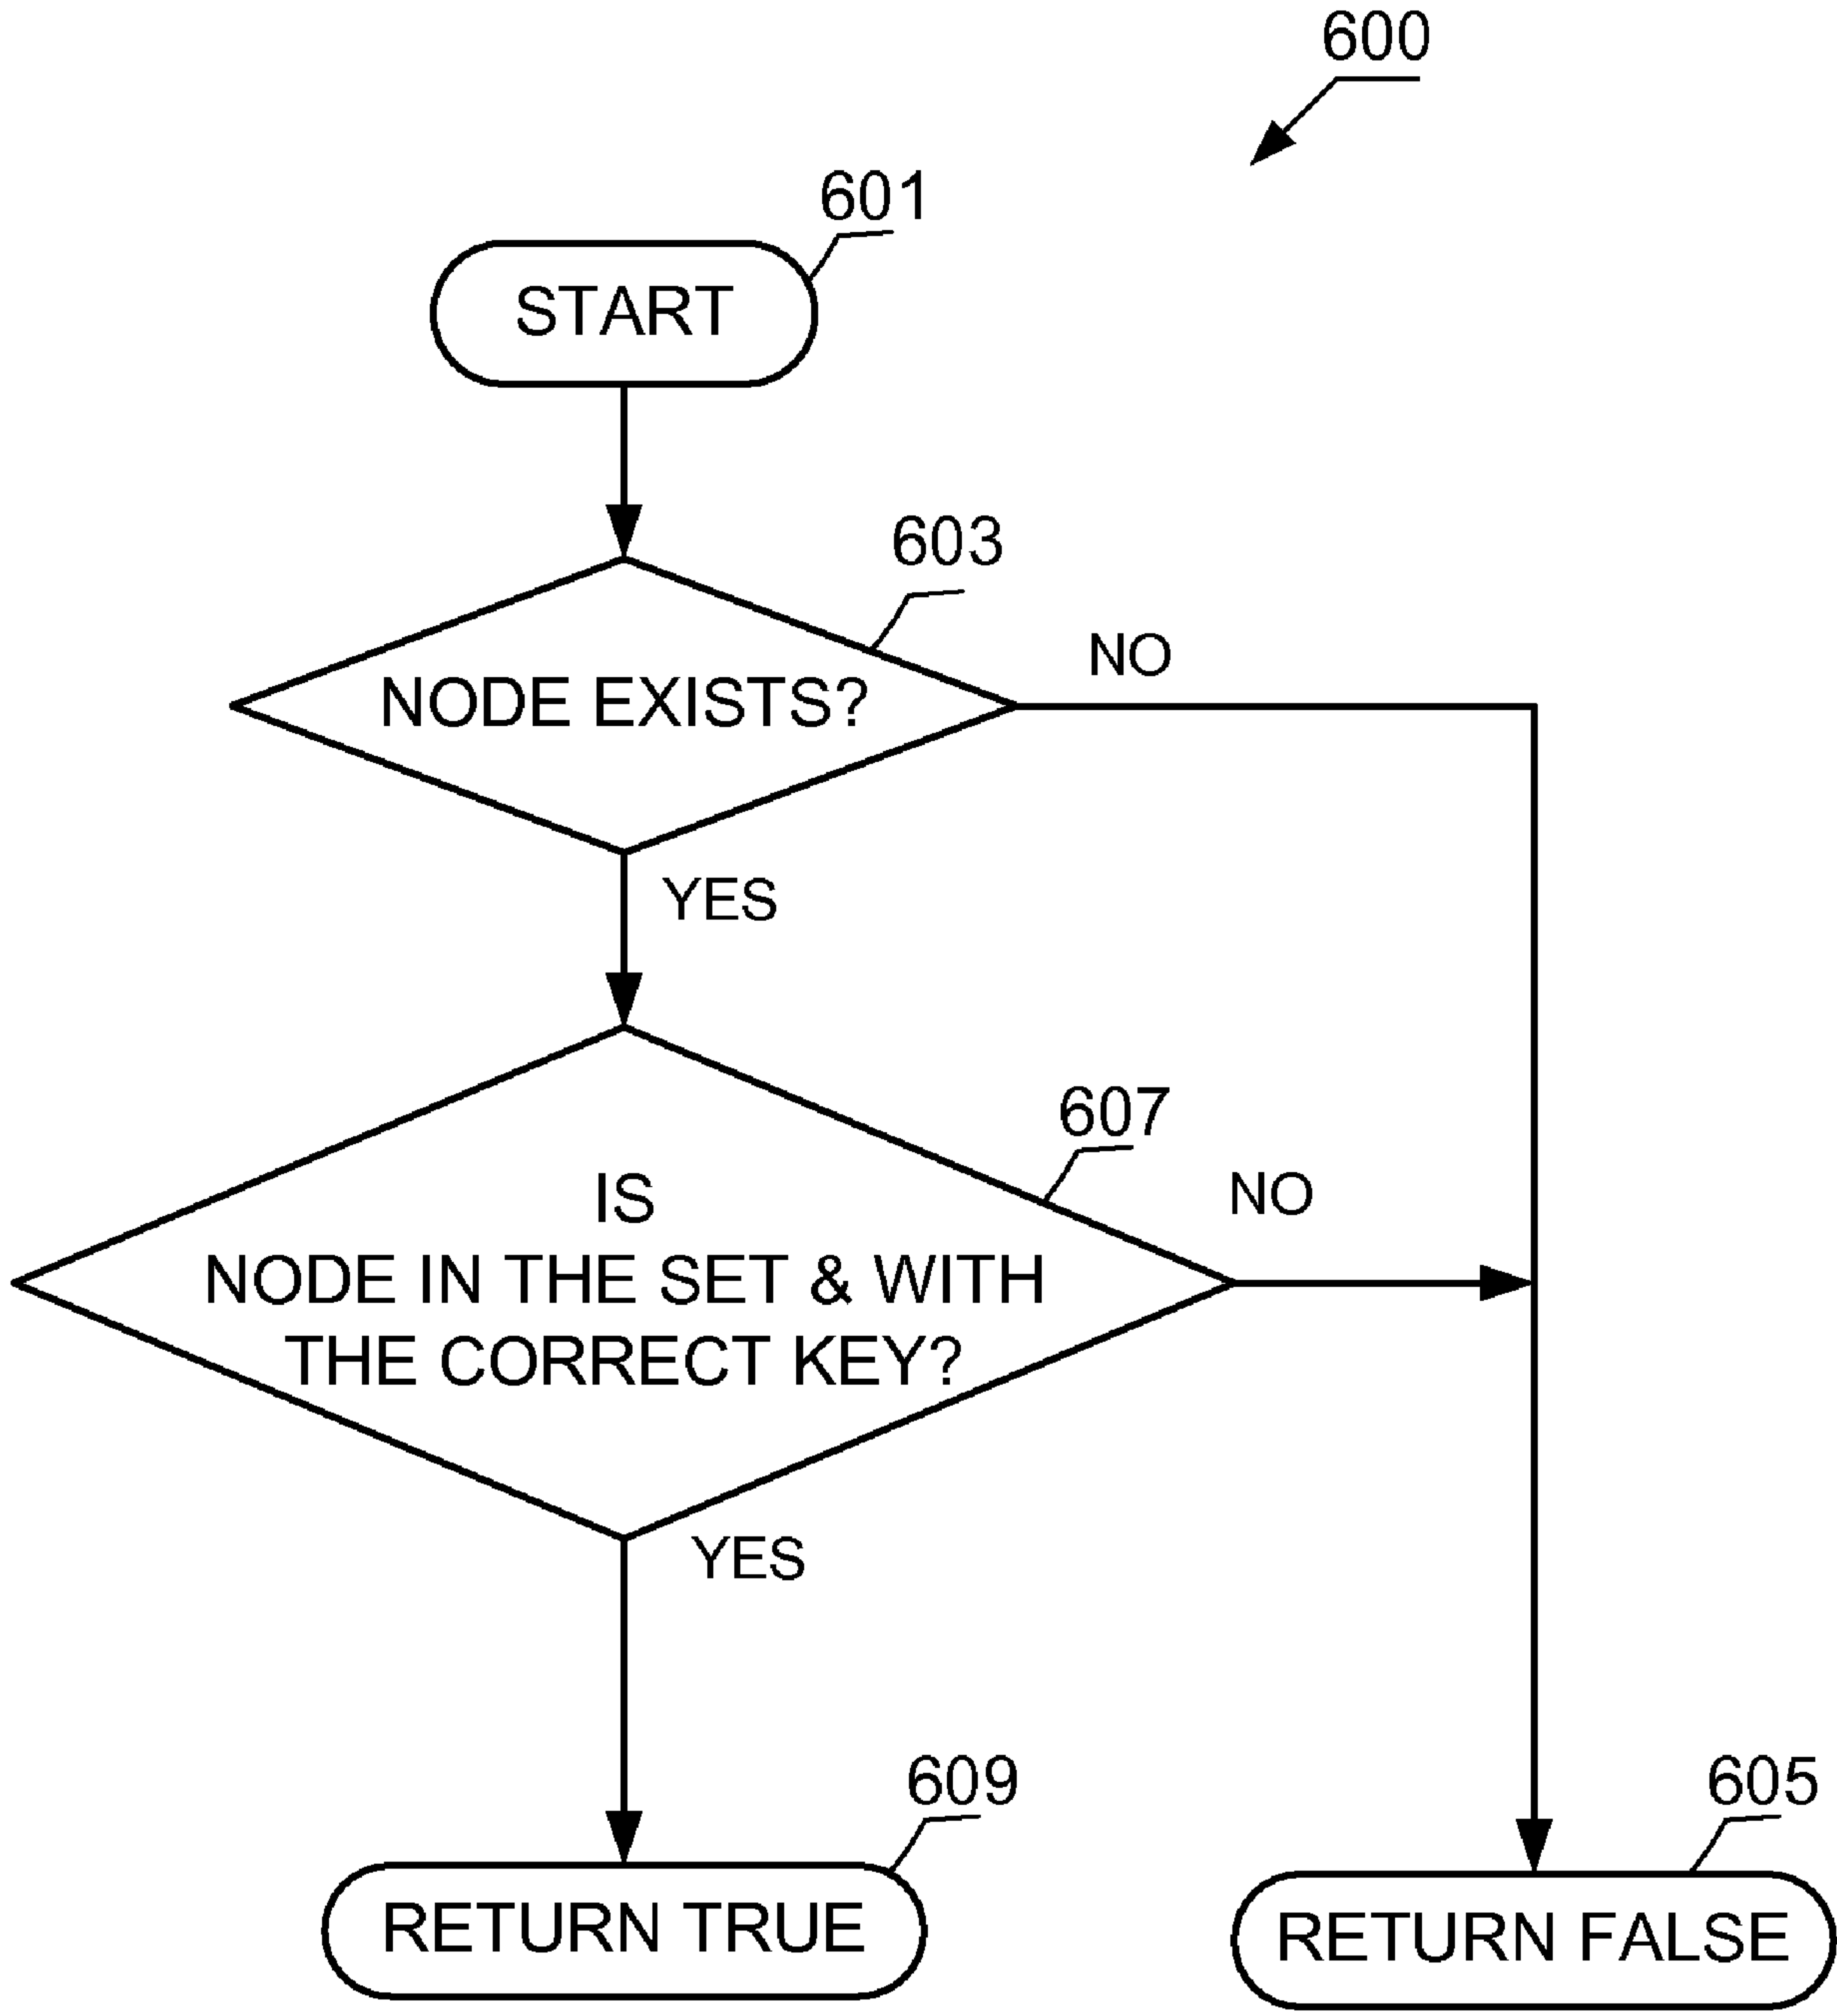 600
601
START
603
NODE EXISTS?
NO
YES
607
IS
NODE IN THE SET & WITH
THE CORRECT KEY?
NO
YES
609
RETURN TRUE
605
RETURN FALSE